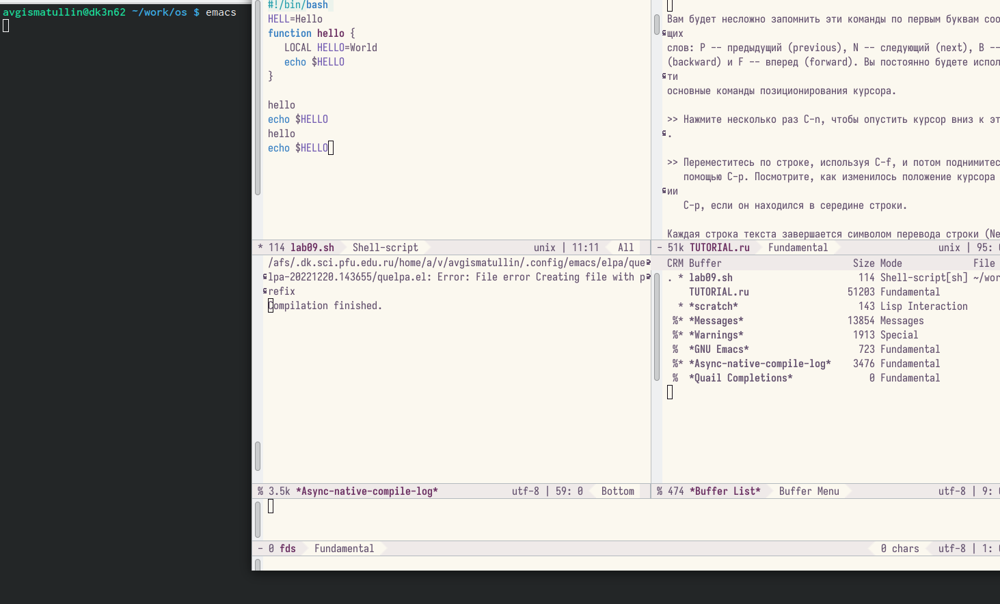 avgismatullin@dk3n62 ~/work/os $ emacs
#!/bin/bash
HELL=Hello
function hello {
   LOCAL HELLO=World
   echo $HELLO
}
hello
echo $HELLO
hello
echo $HELLO
* 114 lab09.sh Shell-script unix | 11:11 All
Вам будет несложно запомнить эти команды по первым буквам соо
щих
слов: P -- предыдущий (previous), N -- следующий (next), B --
(backward) и F -- вперед (forward). Вы постоянно будете испол
ти
основные команды позиционирования курсора.
>> Нажмите несколько раз C-n, чтобы опустить курсор вниз к эт
.
>> Переместитесь по строке, используя C-f, и потом поднимитес
   помощью C-p. Посмотрите, как изменилось положение курсора
ии
   C-p, если он находился в середине строки.
Каждая строка текста завершается символом перевода строки (Ne
- 51k TUTORIAL.ru Fundamental unix | 95:
/afs/.dk.sci.pfu.edu.ru/home/a/v/avgismatullin/.config/emacs/elpa/que
lpa-20221220.143655/quelpa.el: Error: File error Creating file with p
refix
Compilation finished.
% 3.5k *Async-native-compile-log* utf-8 | 59: 0 Bottom
CRM Buffer Size Mode File
. * lab09.sh 114 Shell-script[sh] ~/wor
TUTORIAL.ru 51203 Fundamental
* *scratch* 143 Lisp Interaction
%* *Messages* 13854 Messages
%* *Warnings* 1913 Special
% *GNU Emacs* 723 Fundamental
%* *Async-native-compile-log* 3476 Fundamental
% *Quail Completions* 0 Fundamental
% 474 *Buffer List* Buffer Menu utf-8 | 9:
- 0 fds Fundamental 0 chars utf-8 | 1: